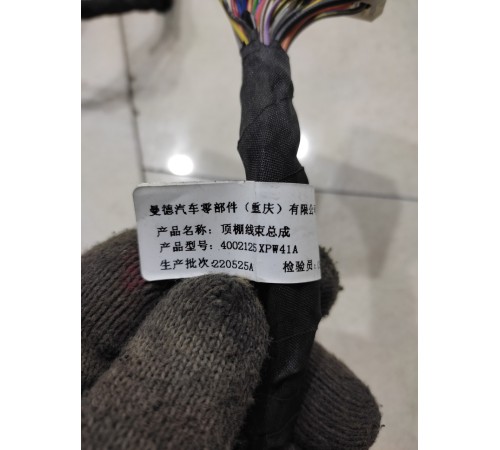 曼德汽车零部件（重庆）有限
产品名称：顶棚线束总成
产品型号：4002125XPW41A
生产批次:220525A 检验员: